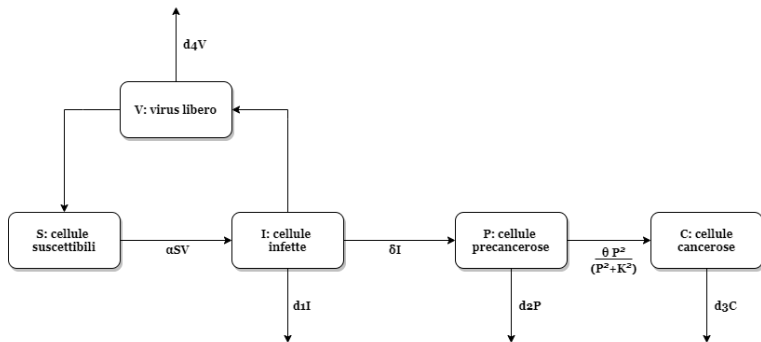 d4V
V: virus libero
S: cellule
suscettibili
αSV
I: cellule
infette
δI
P: cellule
precancerose
θ P²
(P²+K²)
C: cellule
cancerose
d1I
d2P
d3C